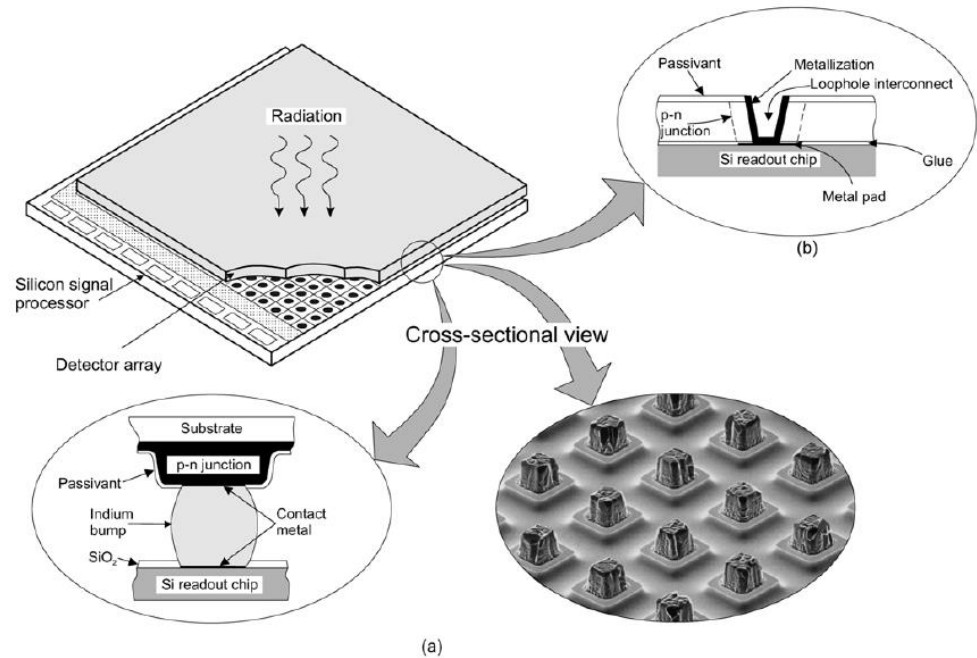 (a)
Radiation
Silicon signal
processor
Detector array
Cross-sectional view
Passivant
Metallization
Loophole interconnect
p-n
junction
Si readout chip
Glue
Metal pad
(b)
Substrate
p-n junction
Passivant
Indium
bump
Contact
metal
SiO₂
Si readout chip
(a)